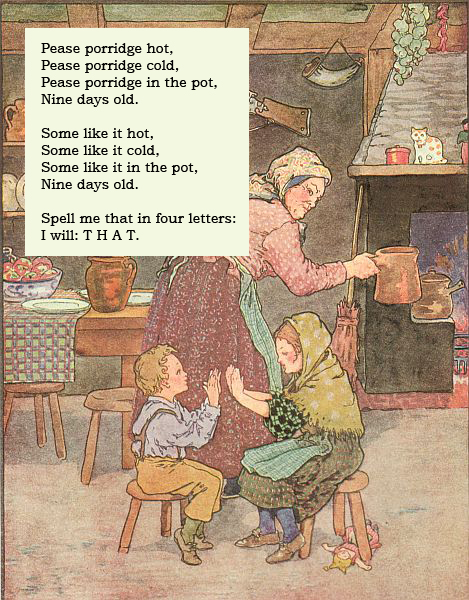 Pease porridge hot,
Pease porridge cold,
Pease porridge in the pot,
Nine days old.
Some like it hot,
Some like it cold,
Some like it in the pot,
Nine days old.
Spell me that in four letters:
I will: T H A T.